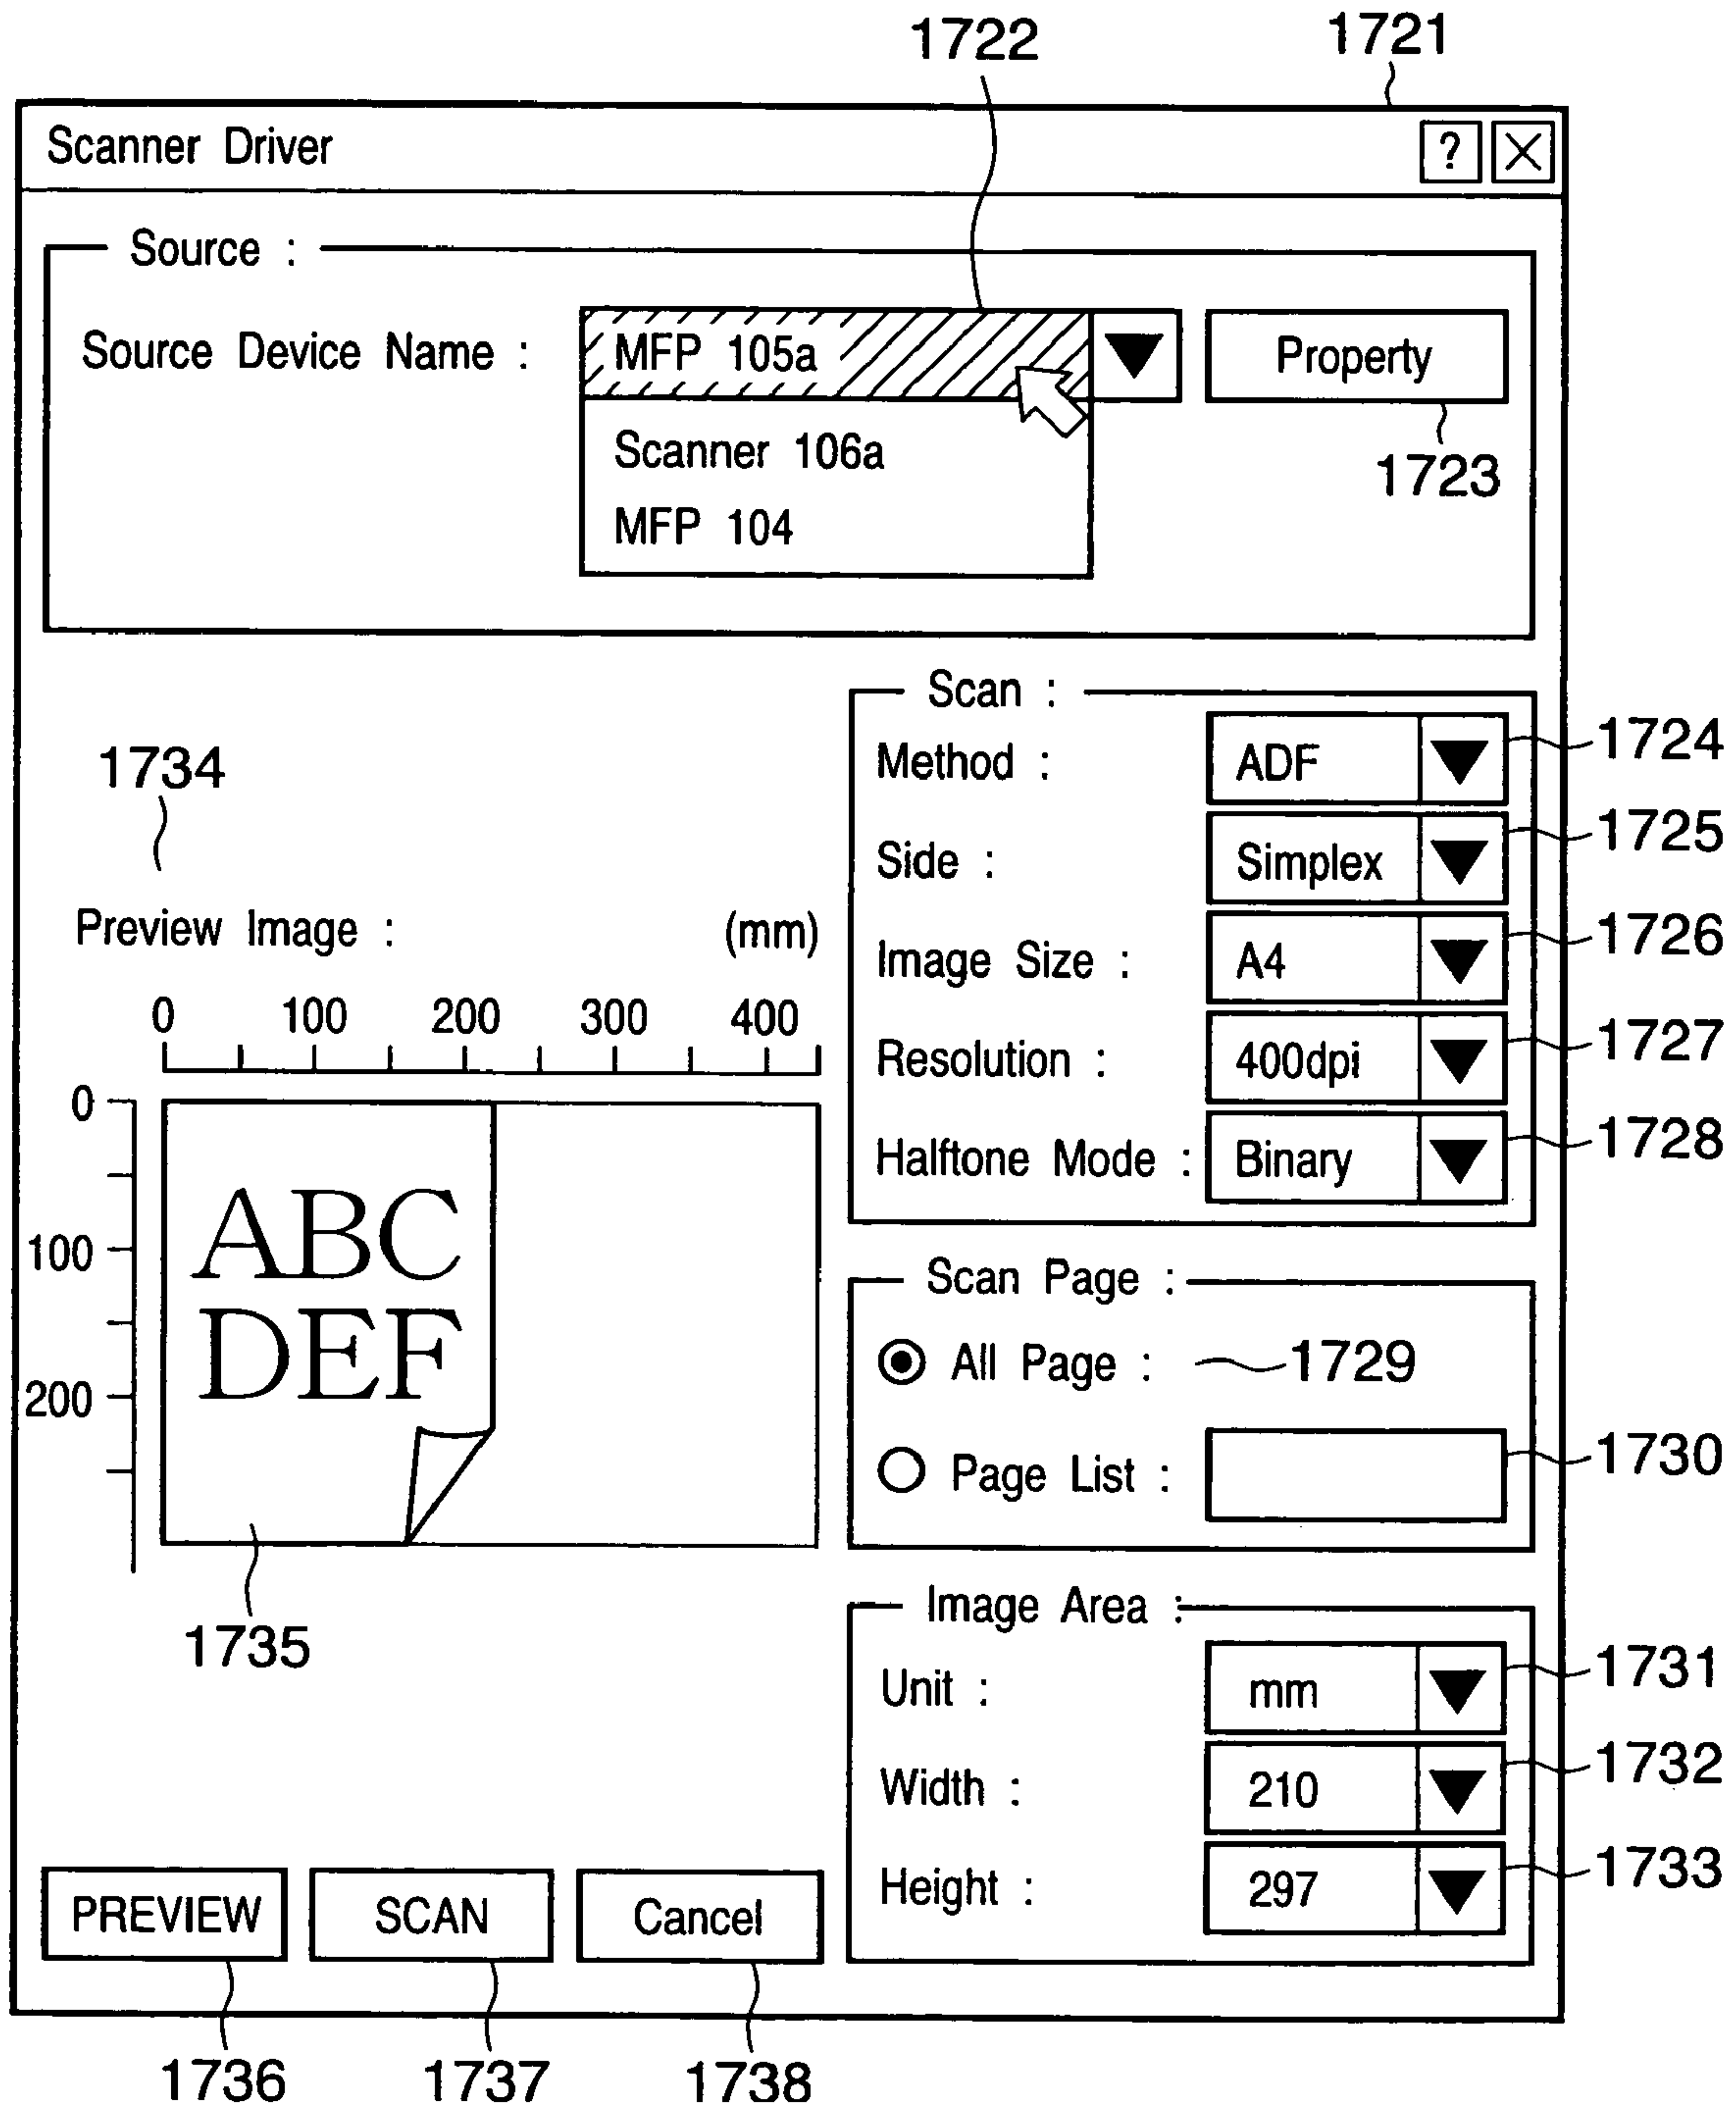 1722 1721
Scanner Driver ?
Source :
Source Device Name : MFP 105a Property
Scanner 106a
MFP 104
1723
Scan :
Method : ADF 1724
Side : Simplex 1725
Image Size : A4 1726
Resolution : 400dpi 1727
Halftone Mode : Binary 1728
1734
Preview Image : (mm)
0 100 200 300 400
0
100
200
ABC
DEF
1735
Scan Page :
All Page : 1729
Page List : 1730
Image Area :
Unit : mm 1731
Width : 210 1732
Height : 297 1733
PREVIEW SCAN Cancel
1736 1737 1738